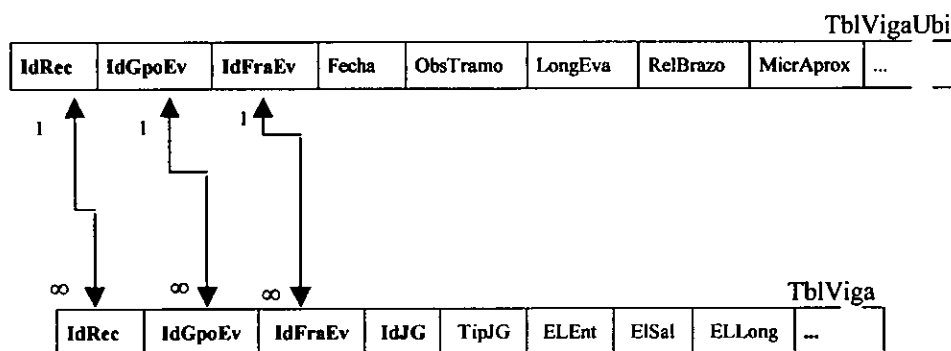 TblVigaUbi
IdRec IdGpoEv IdFraEv Fecha ObsTramo LongEva RelBrazo MicrAprox ...
1 1 1
∞ ∞ ∞
TblViga
IdRec IdGpoEv IdFraEv IdJG TipJG ELEnt ElSal ELLong ...